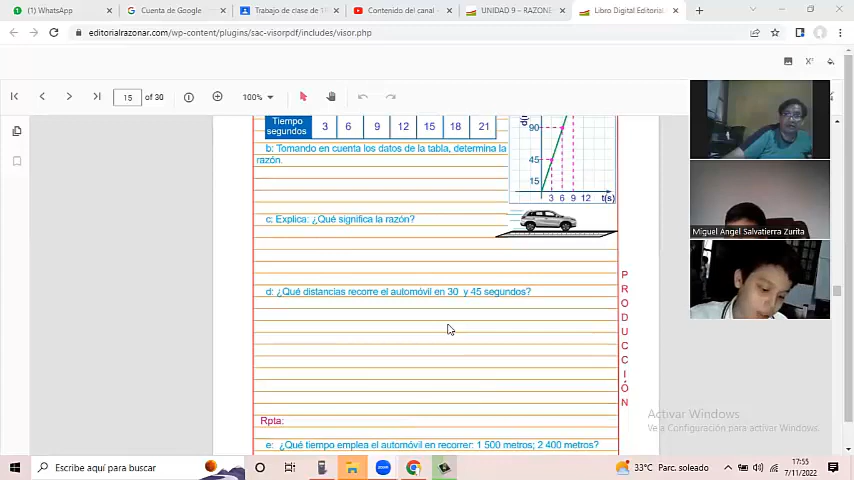 (1) WhatsApp
Cuenta de Google
Trabajo de clase de 1
Contenido del canal
UNIDAD 9 – RAZONE
Libro Digital Editorial
editorialrazonar.com/wp-content/plugins/sac-visorpdf/includes/visor.php
15 of 30
100%
Tiempo segundos 3 6 9 12 15 18 21
90
45
15
3 6 9 12 t(s)
b: Tomando en cuenta los datos de la tabla, determina la
razón.
c: Explica: ¿Qué significa la razón?
d: ¿Qué distancias recorre el automóvil en 30 y 45 segundos?
PRODUCCIÓN
Rpta:
e: ¿Qué tiempo emplea el automóvil en recorrer: 1 500 metros; 2 400 metros?
Miguel Angel Salvatierra Zurita
Activar Windows
Ve a Configuración para activar Windows.
Escribe aquí para buscar
zoom
33°C Parc. soleado
17:55
7/11/2022